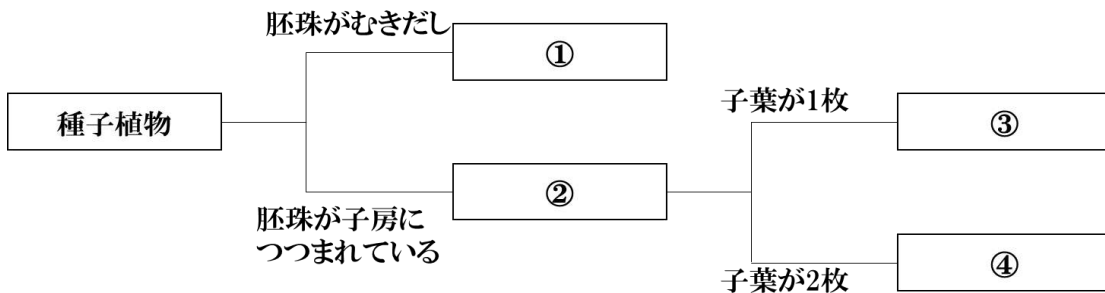 胚珠がむきだし
①
種子植物
子葉が1枚
③
胚珠が子房に
つつまれている
②
子葉が2枚
④